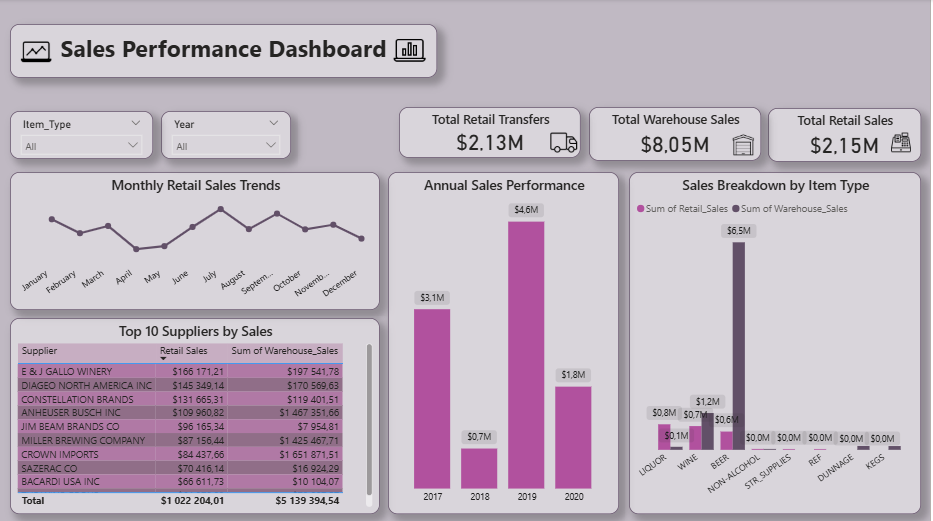 Sales Performance Dashboard
Item_Type
All
Year
All
Total Retail Transfers
$2,13M
Total Warehouse Sales
$8,05M
Total Retail Sales
$2,15M
Monthly Retail Sales Trends
January
February
March
April
May
June
July
August
Septem...
October
Novemb...
December
Top 10 Suppliers by Sales
Supplier Retail Sales Sum of Warehouse_Sales
E & J GALLO WINERY $166 171,21 $197 541,78
DIAGEO NORTH AMERICA INC $145 349,14 $170 569,63
CONSTELLATION BRANDS $131 665,31 $119 401,51
ANHEUSER BUSCH INC $109 960,82 $1 467 351,66
JIM BEAM BRANDS CO $96 165,34 $7 954,81
MILLER BREWING COMPANY $87 156,44 $1 425 467,71
CROWN IMPORTS $84 437,66 $1 651 871,51
SAZERAC CO $70 416,14 $16 924,29
BACARDI USA INC $66 611,73 $10 104,07
Total $1 022 204,01 $5 139 394,54
Annual Sales Performance
$3,1M
$0,7M
$4,6M
$1,8M
2017
2018
2019
2020
Sales Breakdown by Item Type
Sum of Retail_Sales Sum of Warehouse_Sales
$0,8M
$0,1M
$0,7M
$1,2M
$0,6M
$6,5M
$0,0M
$0,0M
$0,0M
$0,0M
$0,0M
LIQUOR
WINE
BEER
NON-ALCOHOL
STR_SUPPLIES
REF
DUNNAGE
KEGS